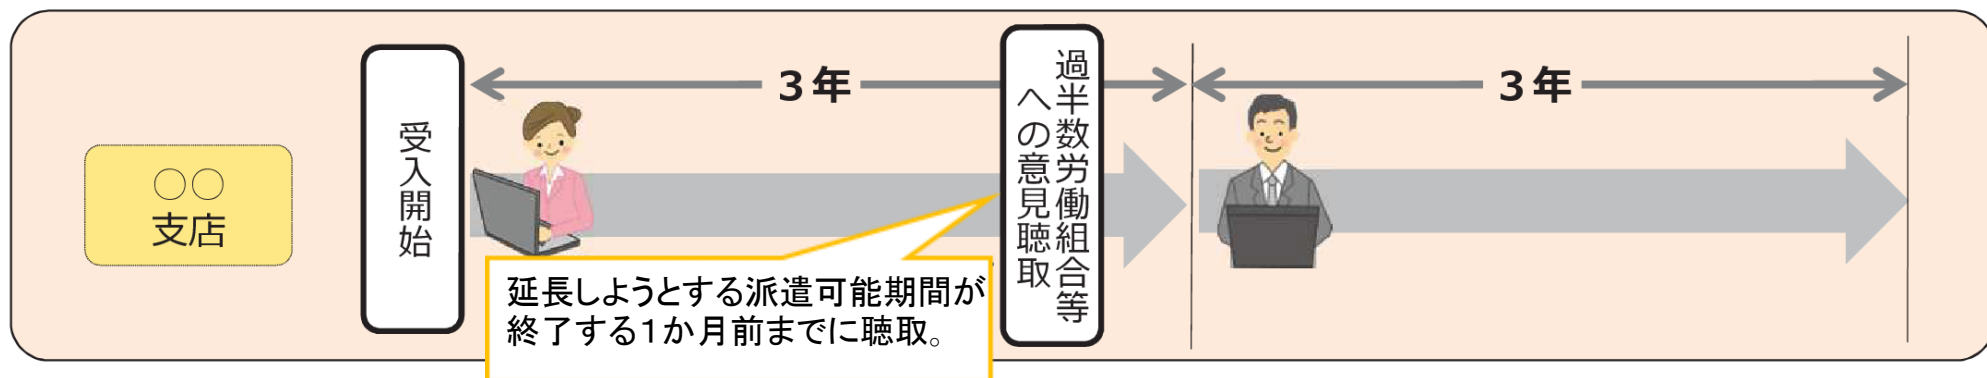 ○○
支店
受入開始
3年
過半数労働組合等
への意見聴取
3年
延長しようとする派遣可能期間が
終了する1か月前までに聴取。